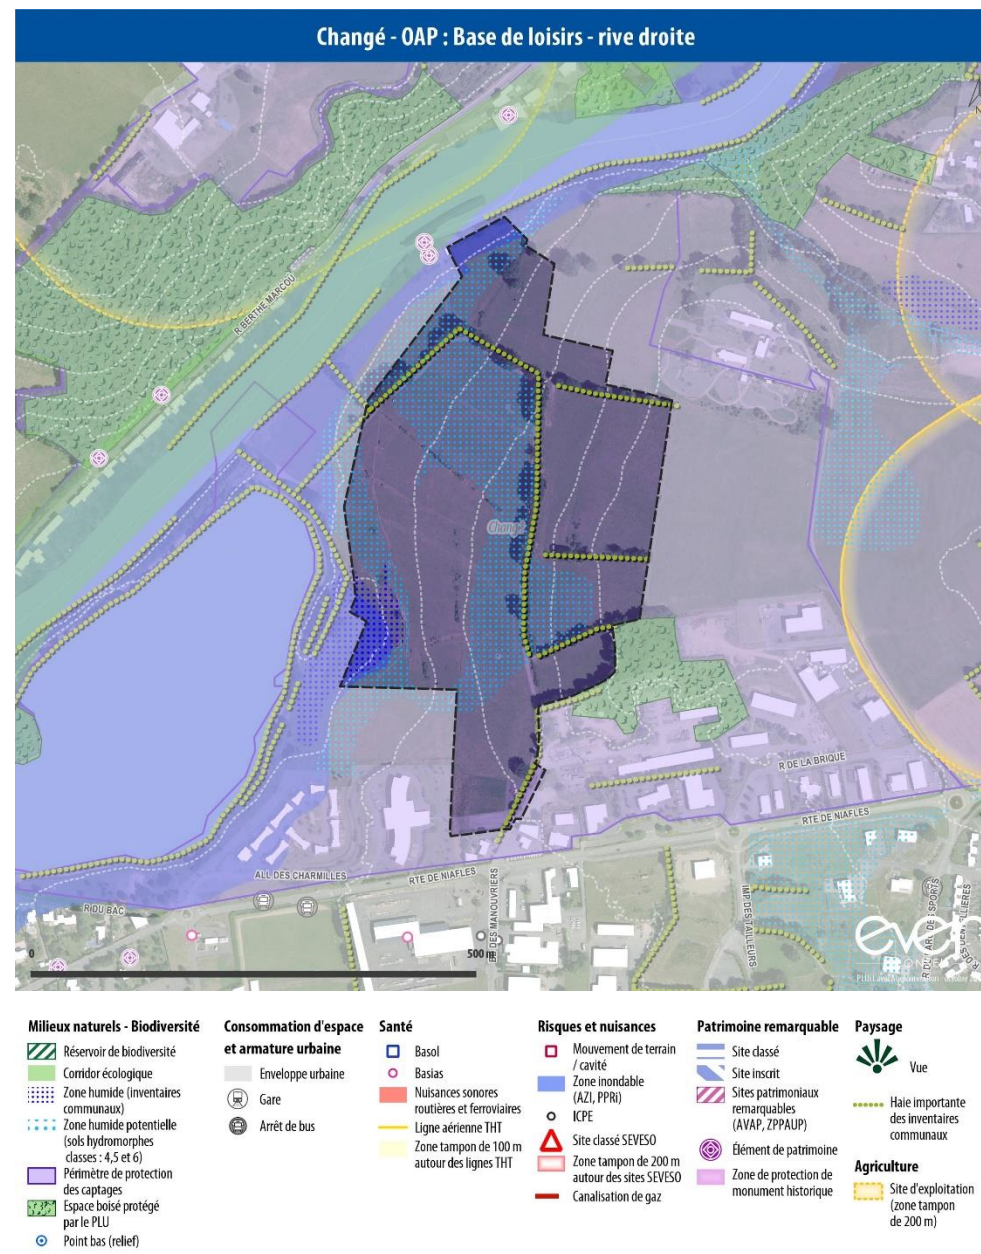 Changé - OAP : Base de loisirs - rive droite
R BERTHE MARCOU
Changé
R DE LA BRIQUE
RTE DE NIAFLES
ALL DES CHARMILLES
RTE DE NIAFLES
R DU BAC
DES MANOUVRIERS
IMP DES TAILLEURS
0
500 m
even
Milieux naturels - Biodiversité
Réservoir de biodiversité
Corridor écologique
Zone humide (inventaires
communaux)
Zone humide potentielle
(sols hydromorphes
classes : 4,5 et 6)
Périmètre de protection
des captages
Espace boisé protégé
par le PLU
Point bas (relief)
Consommation d'espace
et armature urbaine
Enveloppe urbaine
Gare
Arrêt de bus
Santé
Basol
Basias
Nuisances sonores
routières et ferroviaires
Ligne aérienne THT
Zone tampon de 100 m
autour des lignes THT
Risques et nuisances
Mouvement de terrain
/ cavité
Zone inondable
(AZI, PPRi)
ICPE
Site classé SEVESO
Zone tampon de 200 m
autour des sites SEVESO
Canalisation de gaz
Patrimoine remarquable
Site classé
Site inscrit
Sites patrimoniaux
remarquables
(AVAP, ZPPAUP)
Élément de patrimoine
Zone de protection de
monument historique
Paysage
Vue
Haie importante
des inventaires
communaux
Agriculture
Site d'exploitation
(zone tampon
de 200 m)